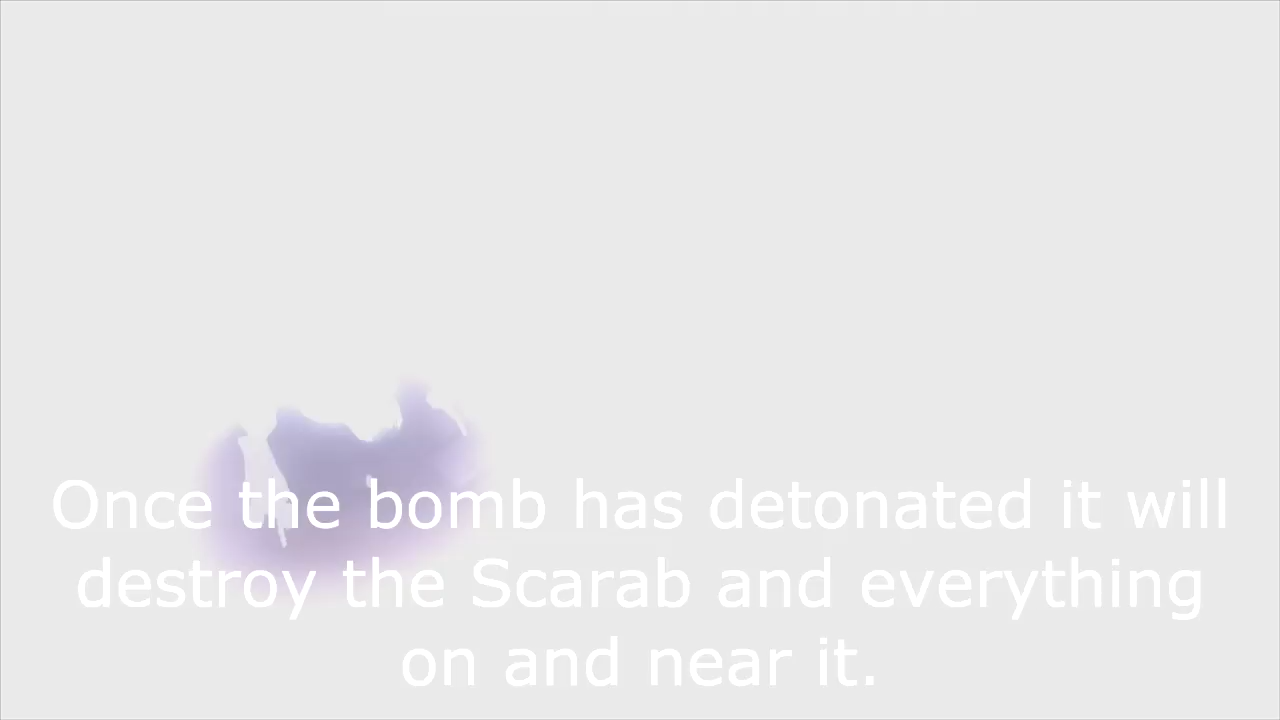 Once the bomb has detonated it will
destroy the Scarab and everything
on and near it.